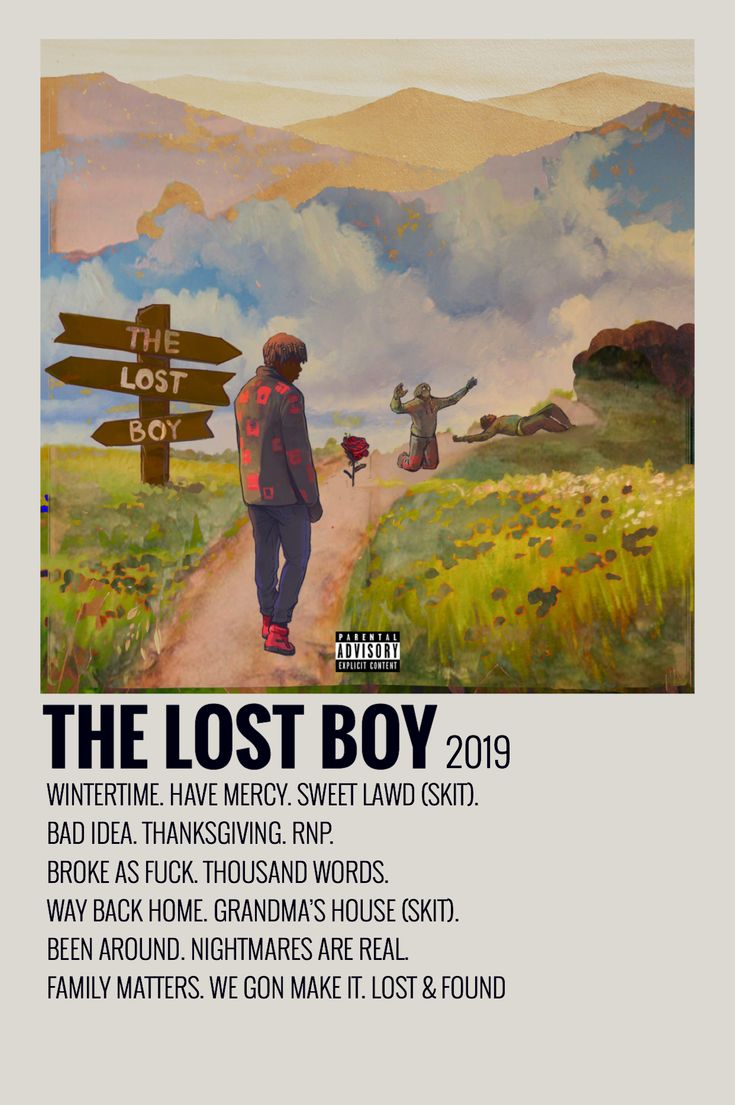 THE
LOST
BOY
PARENTAL
ADVISORY
EXPLICIT CONTENT
THE LOST BOY 2019
WINTERTIME. HAVE MERCY. SWEET LAWD (SKIT).
BAD IDEA. THANKSGIVING. RNP.
BROKE AS FUCK. THOUSAND WORDS.
WAY BACK HOME. GRANDMA'S HOUSE (SKIT).
BEEN AROUND. NIGHTMARES ARE REAL.
FAMILY MATTERS. WE GON MAKE IT. LOST & FOUND